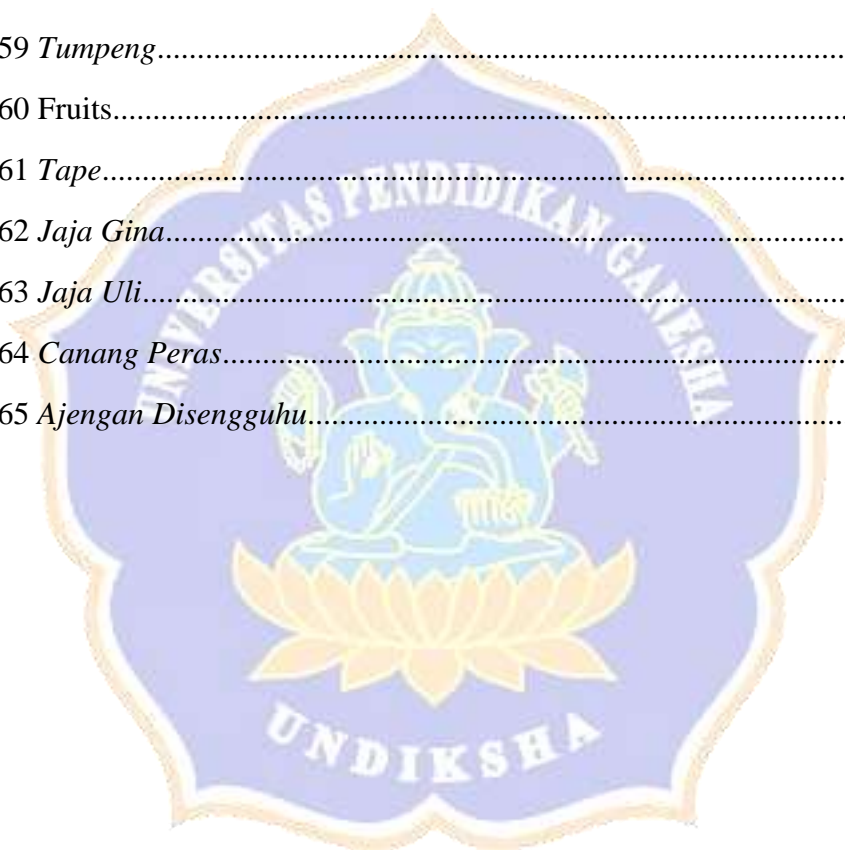 59 Tumpeng..........................................................................................
60 Fruits................................................................................................
61 Tape.................................................................................................
62 Jaja Gina.........................................................................................
63 Jaja Uli............................................................................................
64 Canang Peras..................................................................................
65 Ajengan Disengguhu.......................................................................
UNIVERSITAS PENDIDIKAN GANESHA
UNDIKSHA